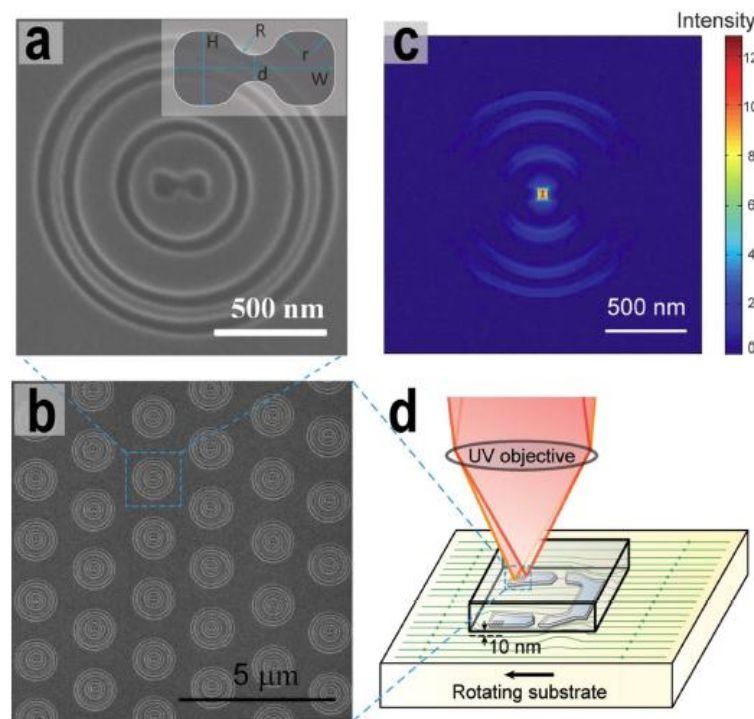 a
H
R
d
r
W
500 nm
b
5 μm
c
Intensity
12
10
8
6
4
2
0
500 nm
d
UV objective
10 nm
Rotating substrate